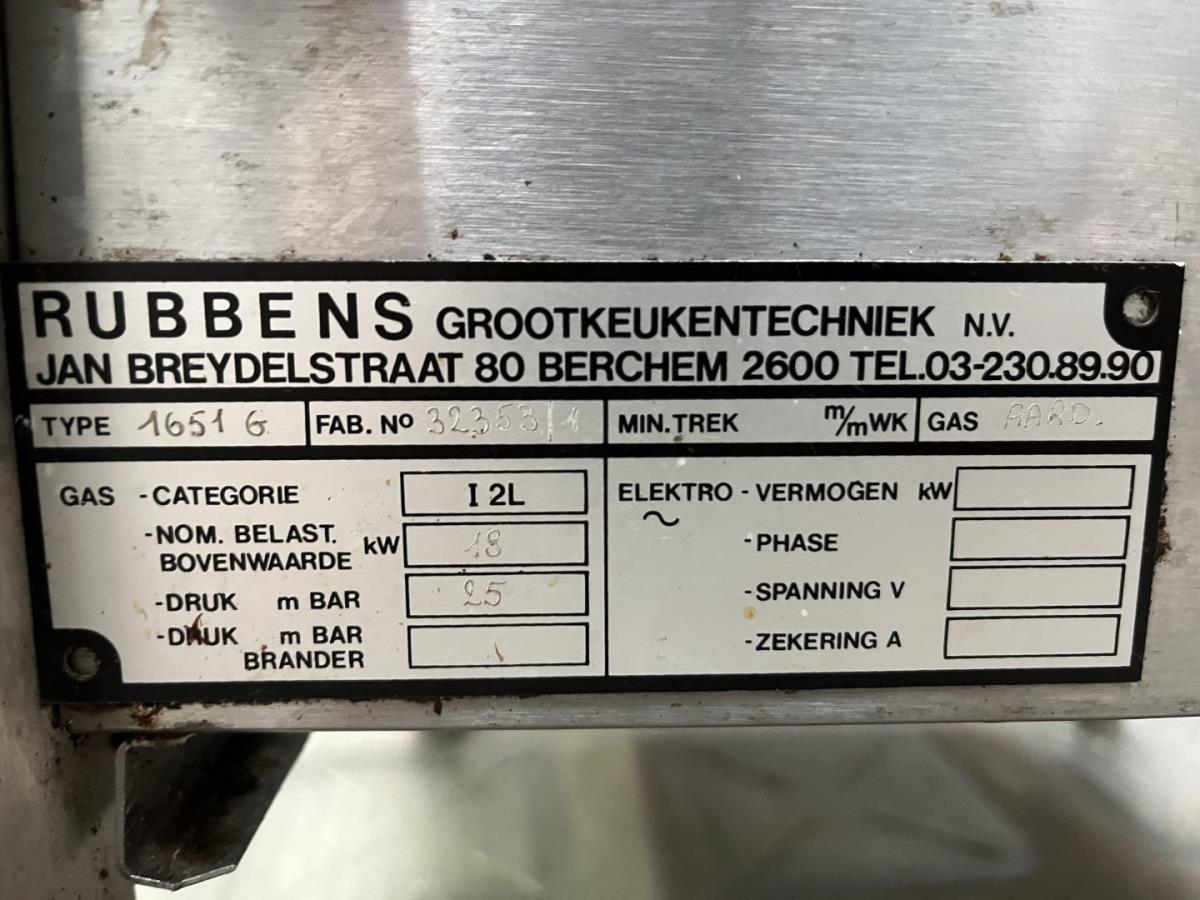 RUBBENS GROOTKEUKENTECHNIEK N.V.
JAN BREYDELSTRAAT 80 BERCHEM 2600 TEL.03-230.89.90
TYPE 1651 G FAB. No 32353/1 MIN.TREK m/m WK GAS AARD.
GAS -CATEGORIE I 2L
-NOM. BELAST. BOVENWAARDE kW 18
-DRUK m BAR 25
-DRUK m BAR BRANDER
ELEKTRO -VERMOGEN kW
~
-PHASE
-SPANNING V
-ZEKERING A